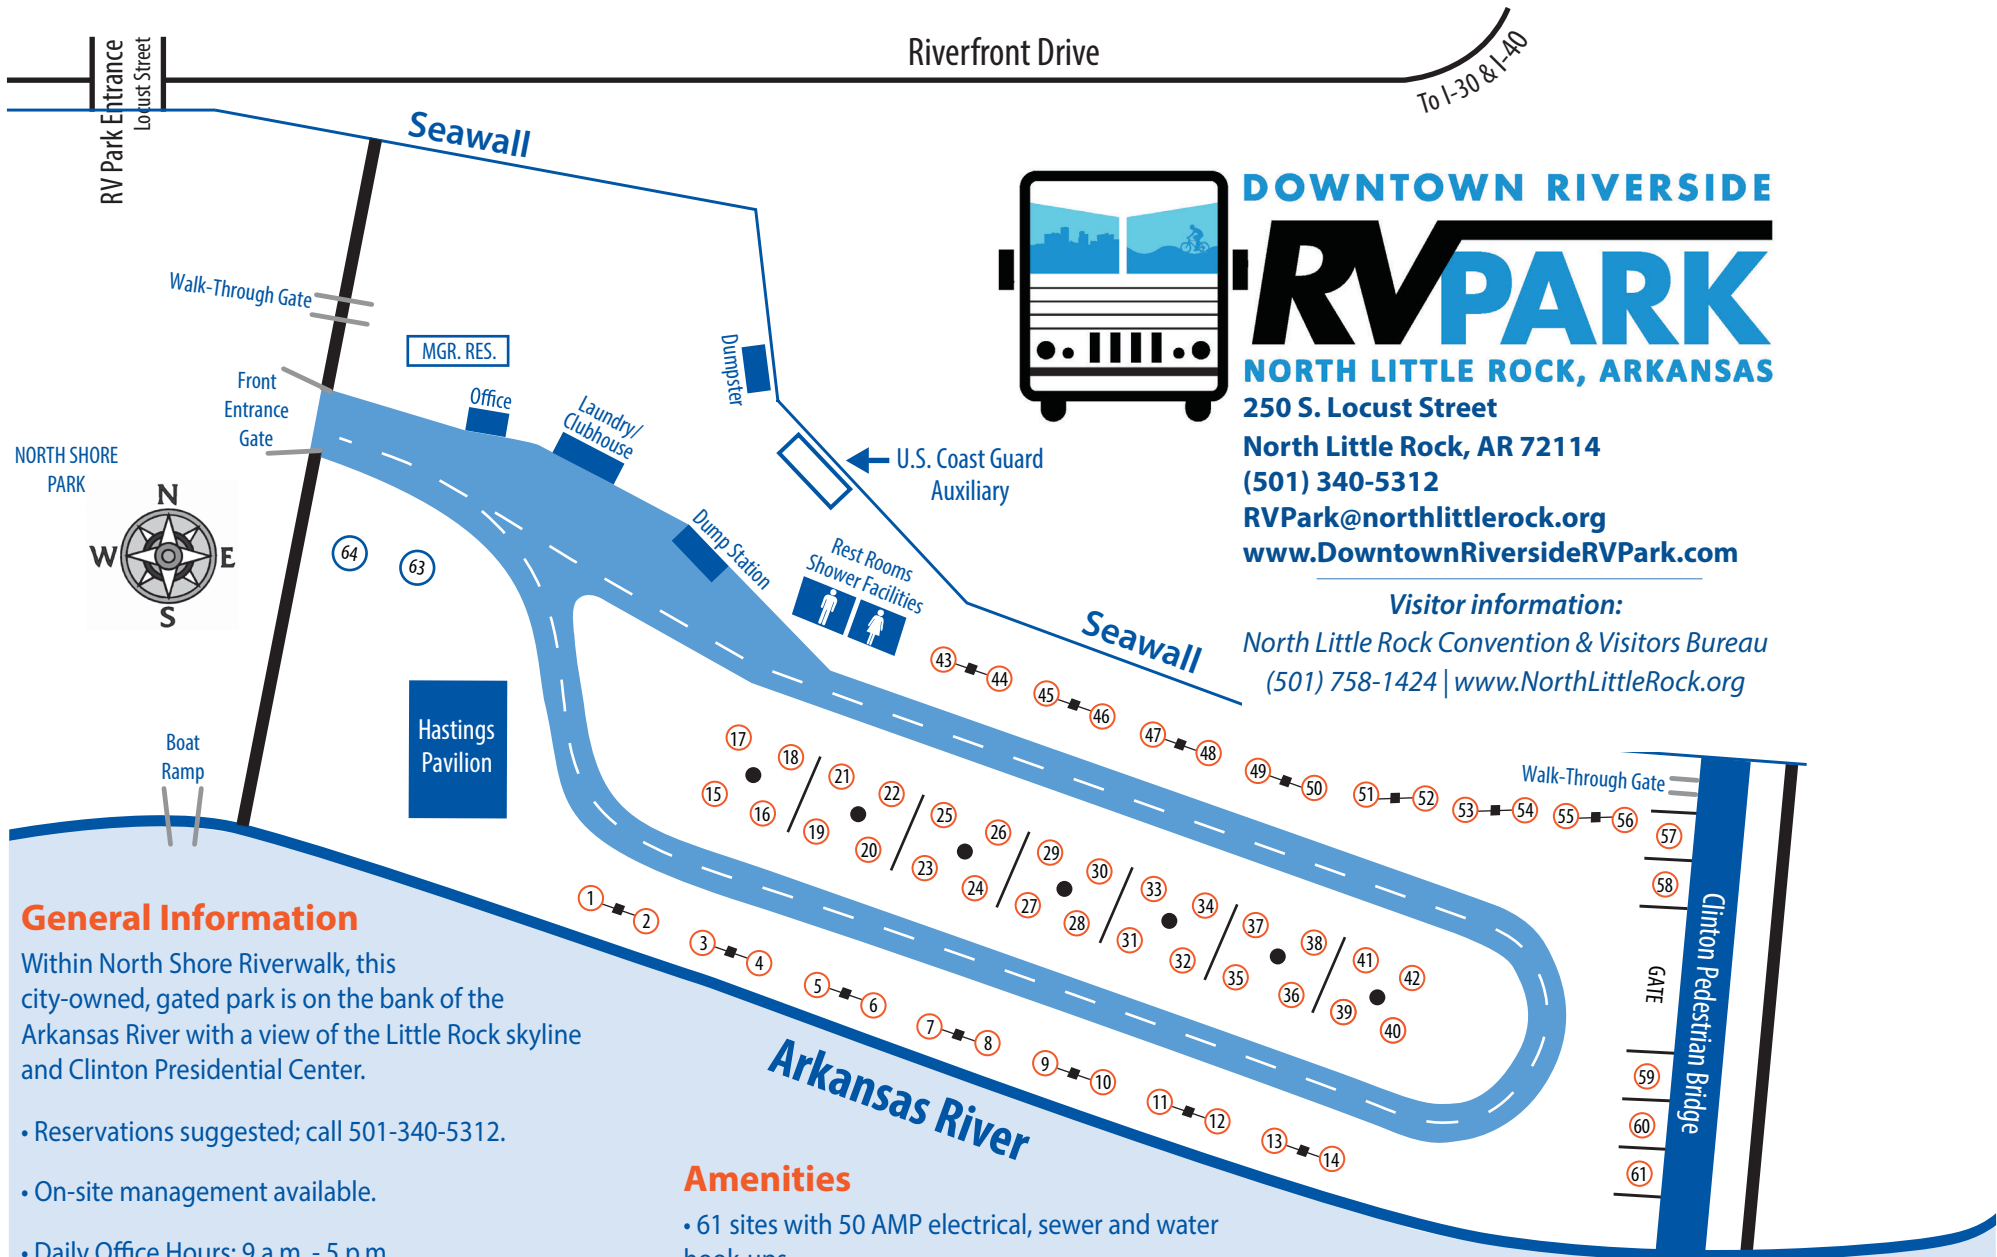 Riverfront Drive
To I-30 & I-40
RV Park Entrance
Locust Street
Seawall
DOWNTOWN RIVERSIDE
RVPARK
NORTH LITTLE ROCK, ARKANSAS
250 S. Locust Street
North Little Rock, AR 72114
(501) 340-5312
RVPark@northlittlerock.org
www.DowntownRiversideRVPark.com
Visitor information:
North Little Rock Convention & Visitors Bureau
(501) 758-1424 | www.NorthLittleRock.org
Walk-Through Gate
MGR. RES.
Dumpster
Front
Entrance
Gate
Office
Laundry/
Clubhouse
NORTH SHORE
PARK
N
W
E
S
U.S. Coast Guard
Auxiliary
Dump Station
Rest Rooms
Shower Facilities
64
63
Seawall
Hastings
Pavilion
Boat
Ramp
43
44
45
46
47
48
49
50
51
52
53
54
55
56
Walk-Through Gate
57
58
GATE
59
60
61
Clinton Pedestrian Bridge
17
18
15
16
21
22
19
20
25
26
23
24
29
30
27
28
33
34
31
32
37
38
35
36
41
42
39
40
1
2
3
4
5
6
7
8
9
10
11
12
13
14
Arkansas River
General Information
Within North Shore Riverwalk, this
city-owned, gated park is on the bank of the
Arkansas River with a view of the Little Rock skyline
and Clinton Presidential Center.
• Reservations suggested; call 501-340-5312.
• On-site management available.
• Daily Office Hours: 9 a.m. - 5 p.m.
Amenities
• 61 sites with 50 AMP electrical, sewer and water
hook-ups